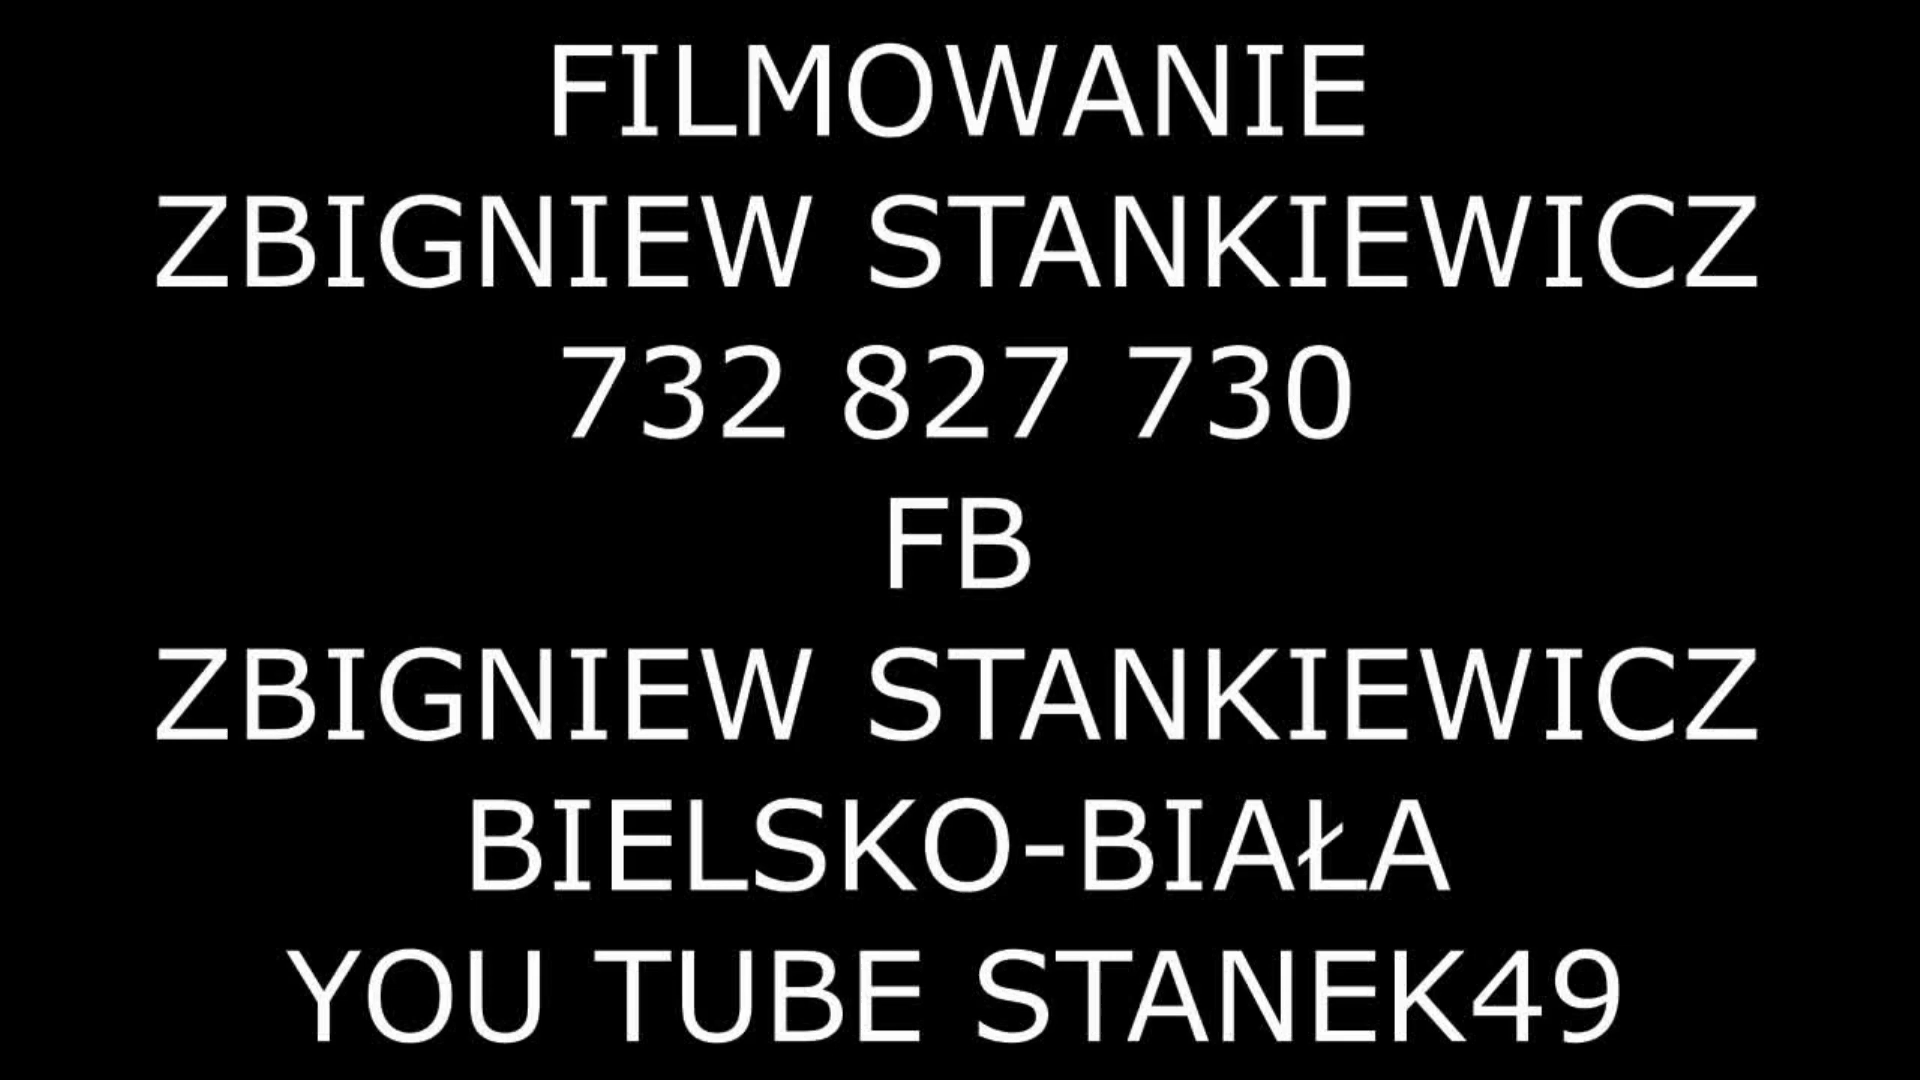 FILMOWANIE
ZBIGNIEW STANKIEWICZ
732 827 730
FB
ZBIGNIEW STANKIEWICZ
BIELSKO-BIAŁA
YOU TUBE STANEK49